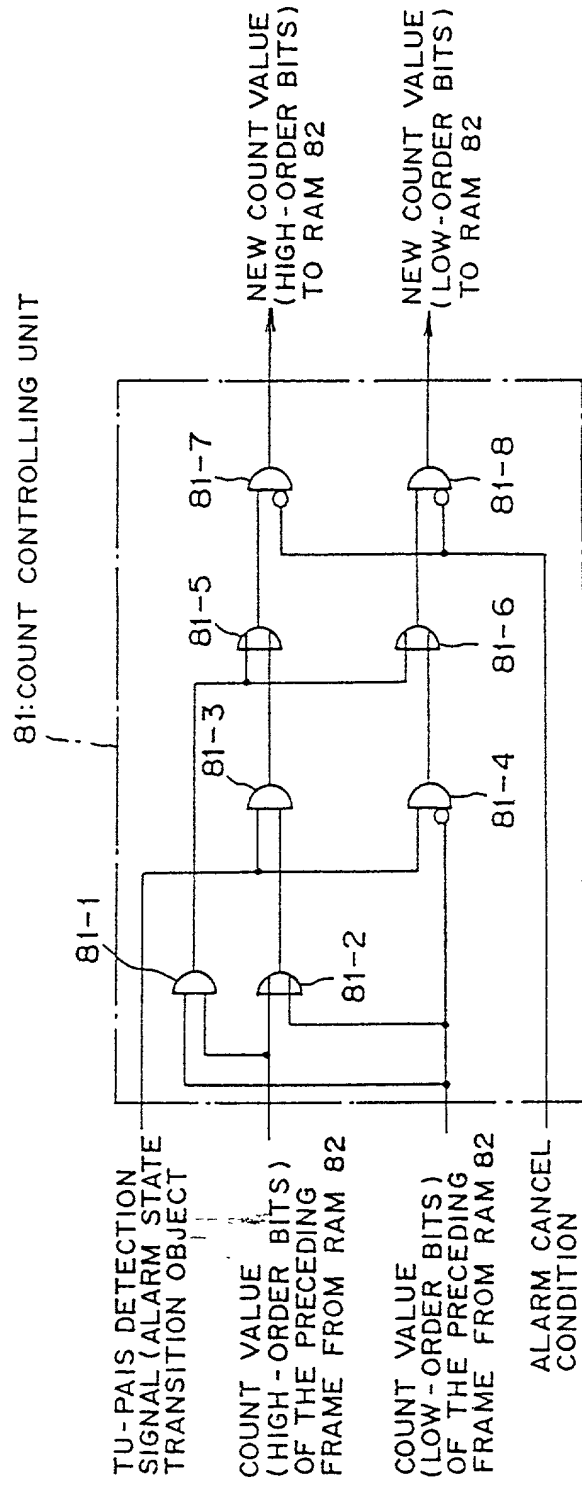 81:COUNT CONTROLLING UNIT
TU-PAIS DETECTION
SIGNAL(ALARM STATE
TRANSITION OBJECT
COUNT VALUE
(HIGH-ORDER BITS)
OF THE PRECEDING
FRAME FROM RAM 82
COUNT VALUE
(LOW-ORDER BITS)
OF THE PRECEDING
FRAME FROM RAM 82
ALARM CANCEL
CONDITION
81-1
81-2
81-3
81-4
81-5
81-6
81-7
81-8
NEW COUNT VALUE
(HIGH-ORDER BITS)
TO RAM 82
NEW COUNT VALUE
(LOW-ORDER BITS)
TO RAM 82